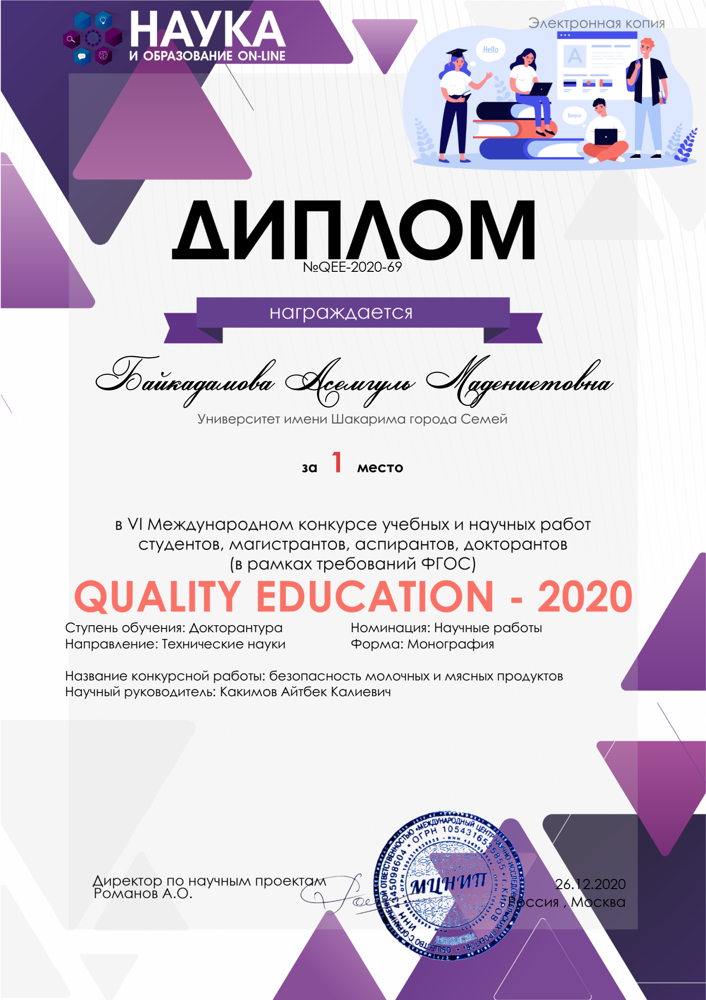 НАУКА
И ОБРАЗОВАНИЕ ON-LINE
Электронная копия
Hello
A
Bonjour
ДИПЛОМ
№QEE-2020-69
награждается
Байкадамова Асемгуль Мадениетовна
Университет имени Шакарима города Семей
за 1 место
в VI Международном конкурсе учебных и научных работ
студентов, магистрантов, аспирантов, докторантов
(в рамках требований ФГОС)
QUALITY EDUCATION - 2020
Ступень обучения: Докторантура
Номинация: Научные работы
Направление: Технические науки
Форма: Монография
Название конкурсной работы: безопасность молочных и мясных продуктов
Научный руководитель: Какимов Айтбек Калиевич
Директор по научным проектам
Романов А.О.
ОБЩЕСТВО С ОГРАНИЧЕННОЙ ОТВЕТСТВЕННОСТЬЮ «МЕЖДУНАРОДНЫЙ ЦЕНТР НАУЧНО-ИССЛЕДОВАТЕЛЬСКИХ ПРОЕКТОВ»
ИНН 4345098604 * ОГРН 1054316535855 * г. КИРОВ
МЦНИП
26.12.2020
Россия , Москва